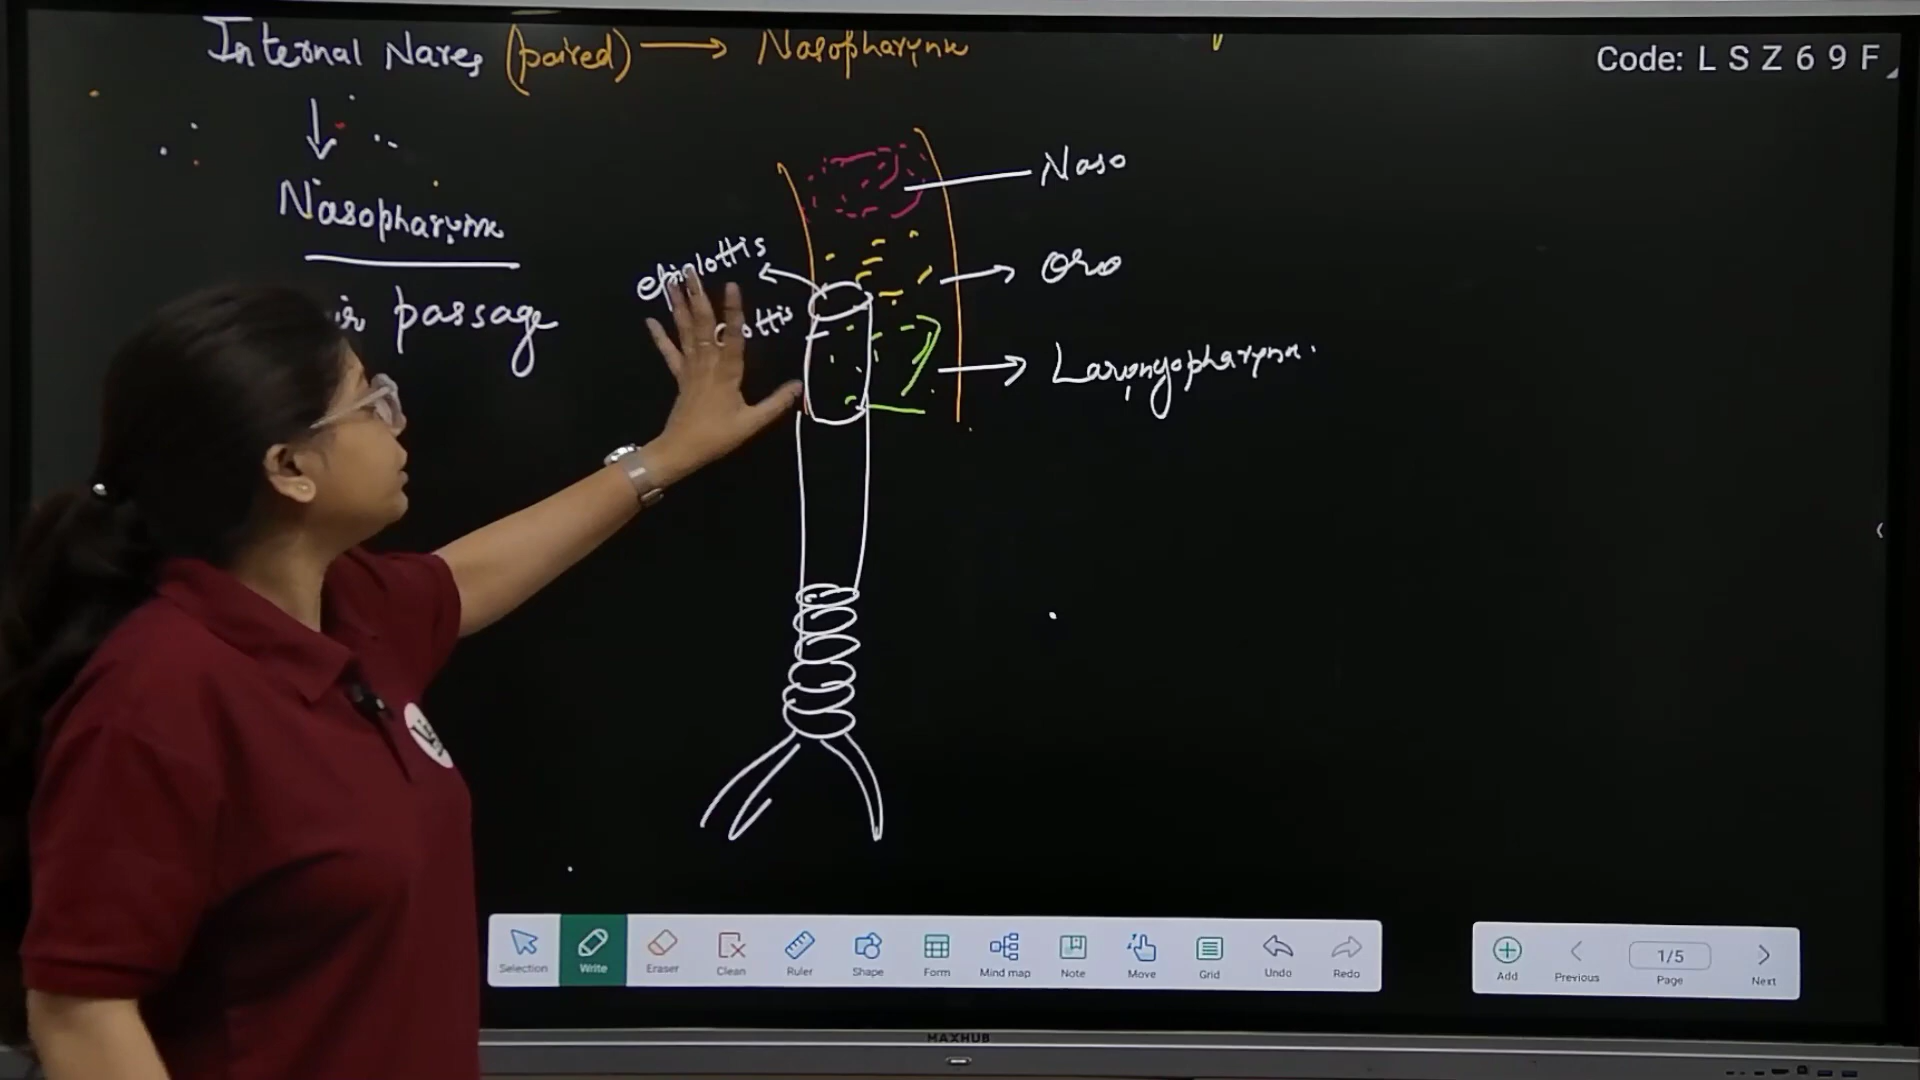 Internal Nares (paired) → Nasopharynx
Code: L S Z 6 9 F
Naso
Nasopharynx
epiglottis
Oro
passage
Laryngopharynx.
Selection
Write
Eraser
Clean
Ruler
Shape
Form
Mind map
Note
Move
Grid
Undo
Redo
Add
Previous
1/5
Page
Next
MAXHUB